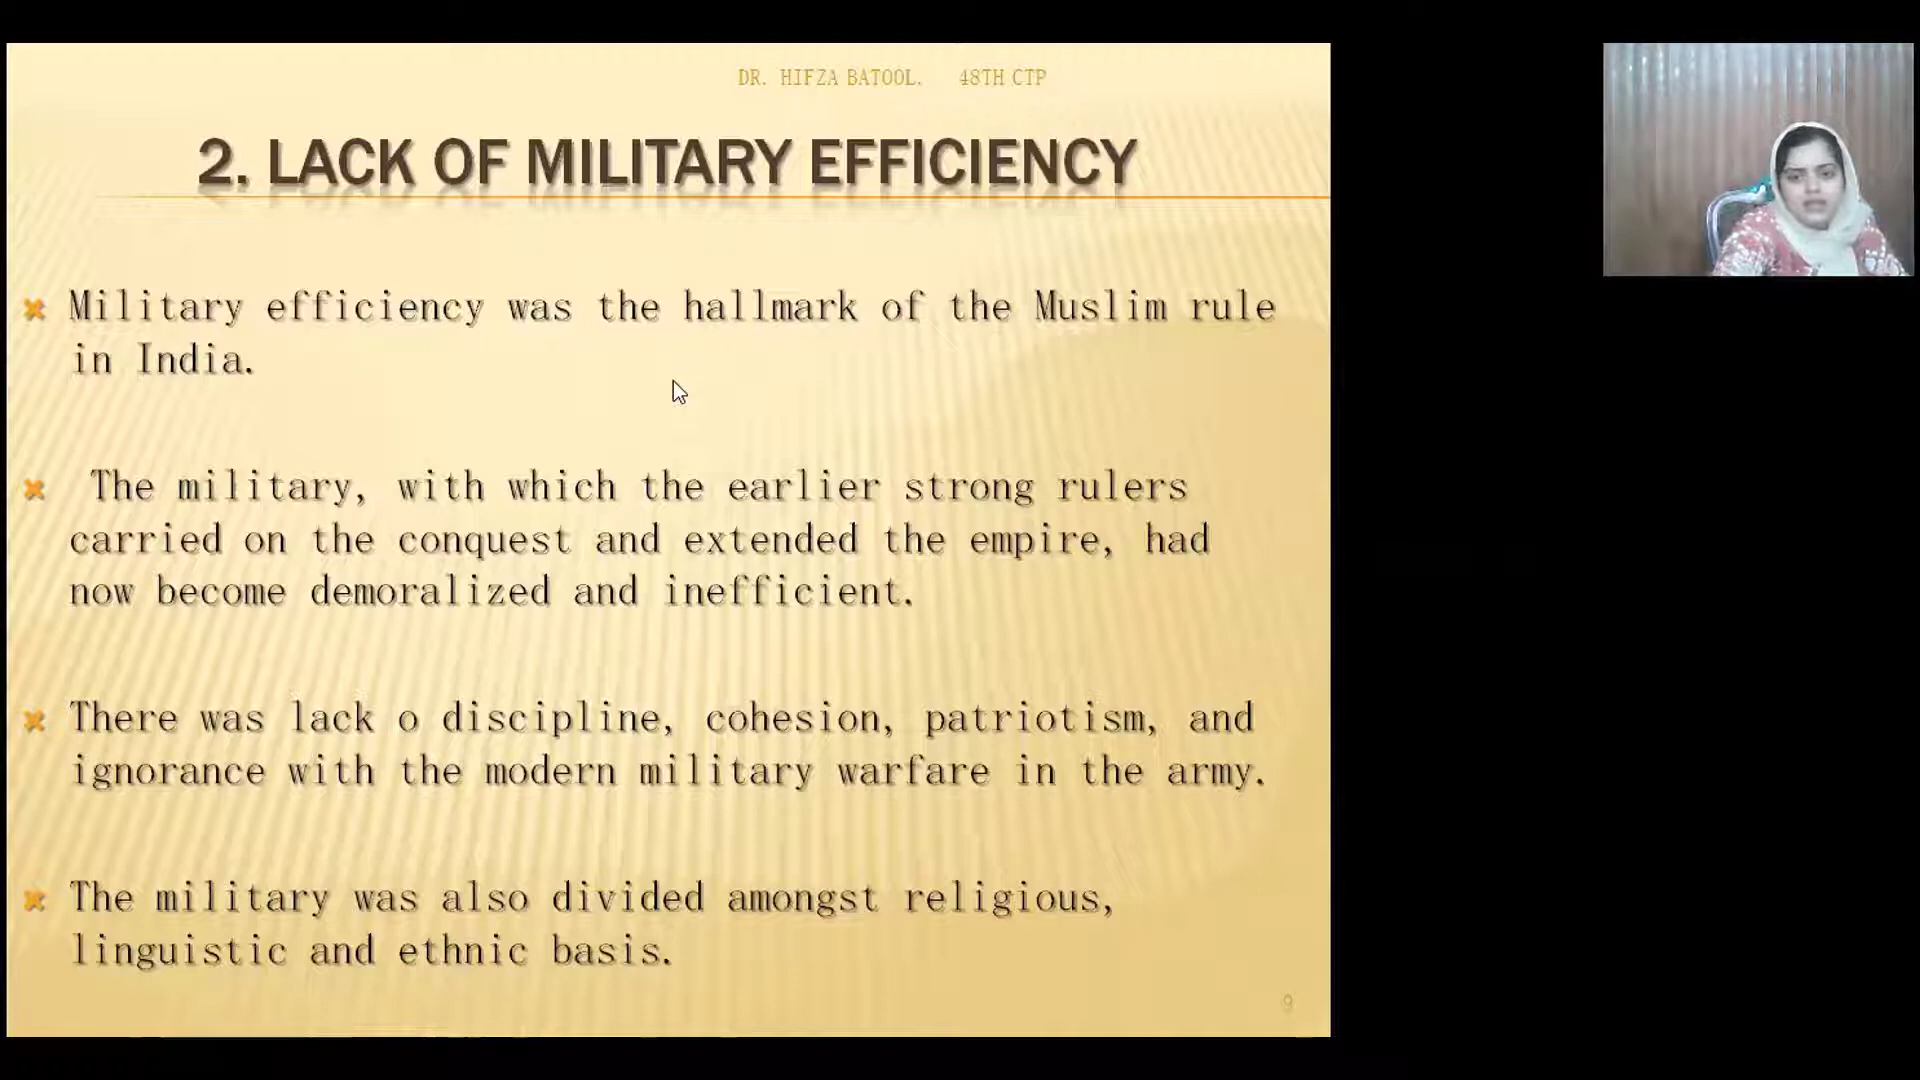 DR. HIFZA BATOOL.   48TH CTP
2. LACK OF MILITARY EFFICIENCY
Military efficiency was the hallmark of the Muslim rule
in India.
The military, with which the earlier strong rulers
carried on the conquest and extended the empire, had
now become demoralized and inefficient.
There was lack o discipline, cohesion, patriotism, and
ignorance with the modern military warfare in the army.
The military was also divided amongst religious,
linguistic and ethnic basis.
9